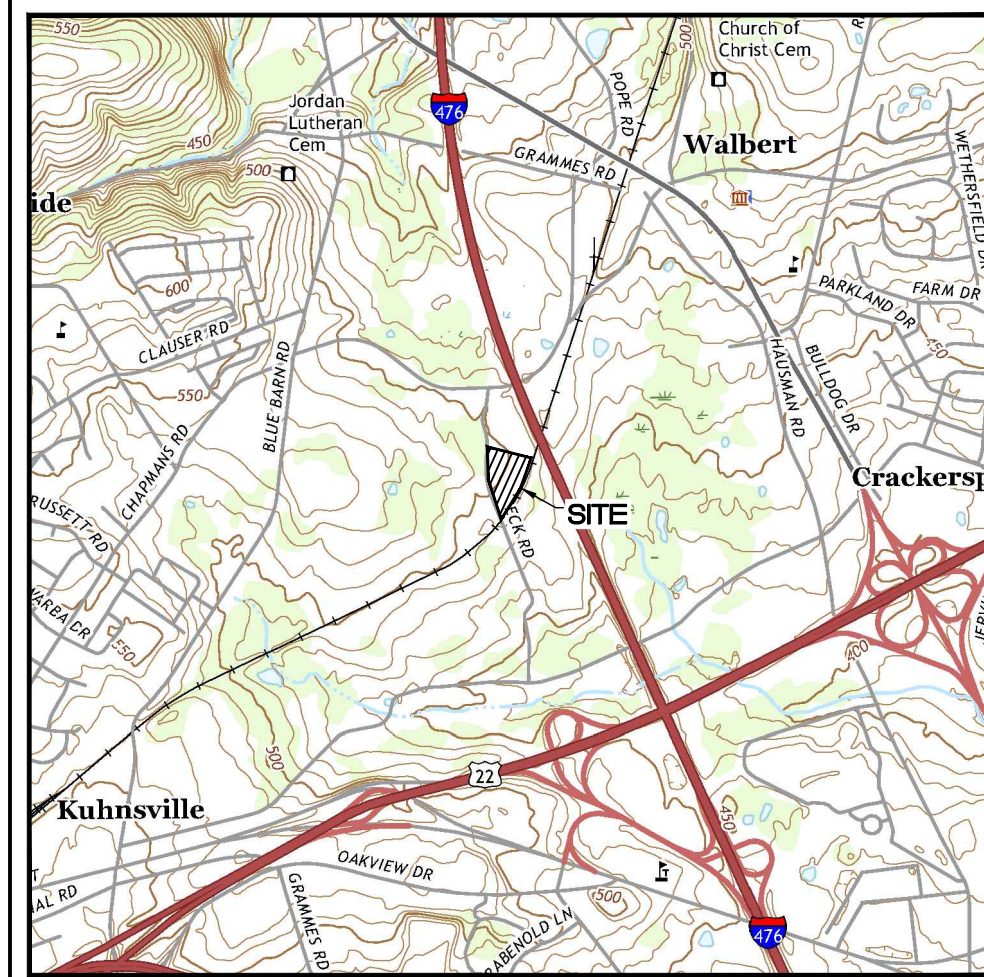 550
Church of
Christ Cem
500
476
POPE RD
Jordan
Lutheran
Cem
450
500
GRAMMES RD
Walbert
WETHERSFIELD DR
ide
600
CLAUSER RD
550
PARKLAND DR
FARM DR
450
BLUE BARN RD
HAUSMAN RD
BULLDOG DR
CHAPMANS RD
RUSSETT RD
Crackersp
SITE
ECK RD
WARBA DR
550
JERVI
400
500
22
Kuhnsville
450
OAKVIEW DR
T
IAL RD
GRAMMES RD
500
RABENOLD LN
476